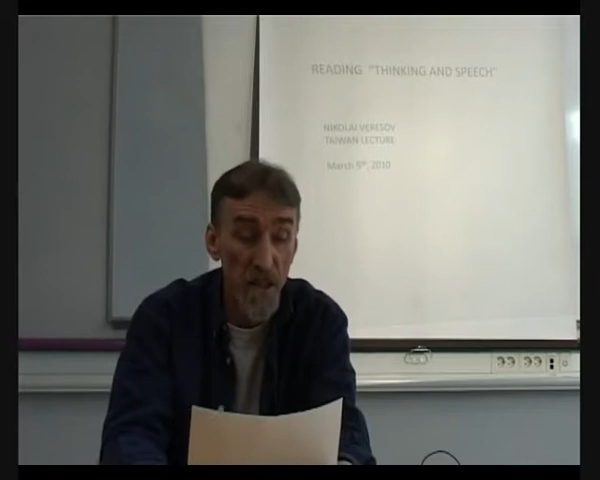 READING "THINKING AND SPEECH"
NIKOLAI VERESOV
TAIWAN LECTURE
March 5th, 2010